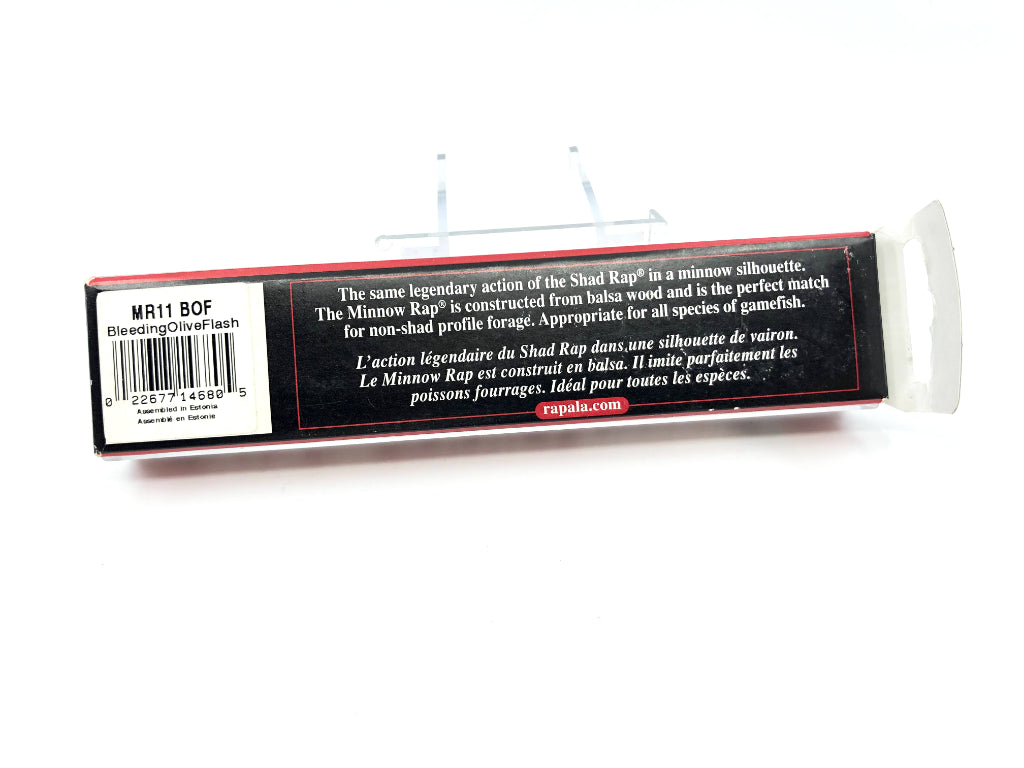 MR11 BOF
BleedingOliveFlash
0 22677 14680 5
Assembled in Estonia
Assemblé en Estonie
The same legendary action of the Shad Rap® in a minnow silhouette.
The Minnow Rap® is constructed from balsa wood and is the perfect match
for non-shad profile forage. Appropriate for all species of gamefish.
L'action légendaire du Shad Rap dans une silhouette de vairon.
Le Minnow Rap est construit en balsa. Il imite parfaitement les
poissons fourrages. Idéal pour toutes les espèces.
rapala.com